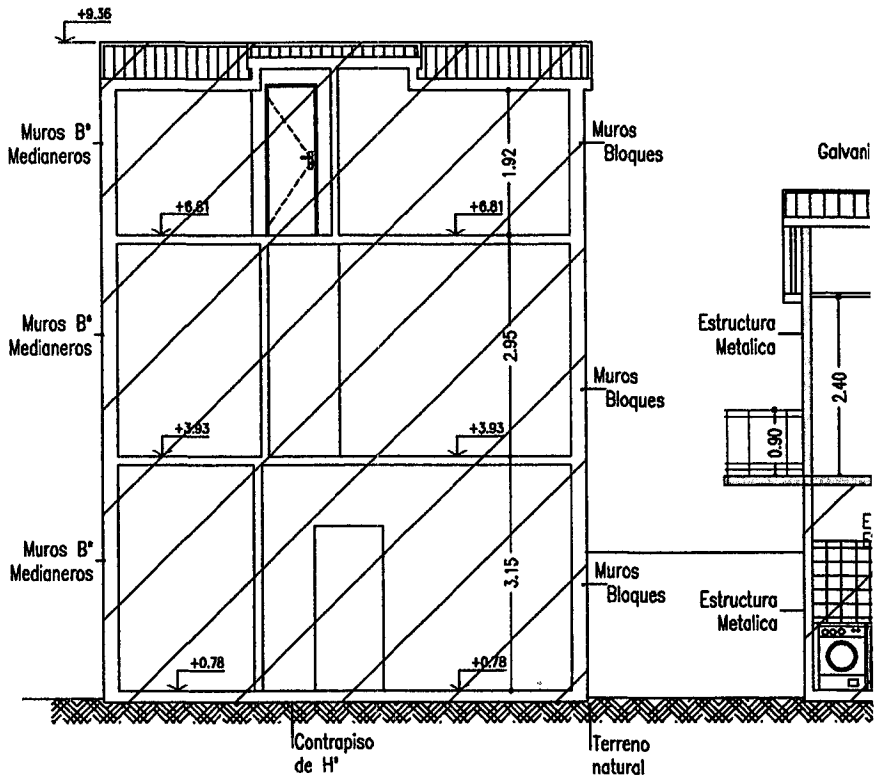 +9.36
Muros B°
Medianeros
1.92
Muros
Bloques
Galvani
+6.81
+6.81
Muros B°
Medianeros
2.95
Estructura
Metalica
2.40
Muros
Bloques
+3.93
+3.93
0.90
Muros B°
Medianeros
3.15
Muros
Bloques
Estructura
Metalica
+0.78
+0.78
Contrapiso
de H°
Terreno
natural